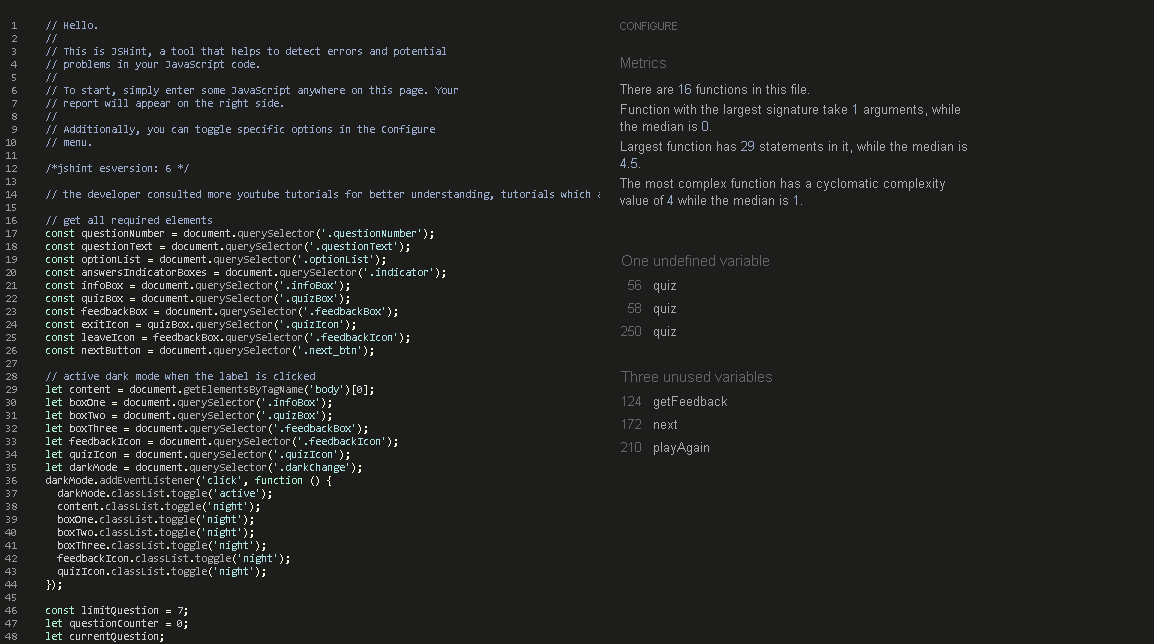 1 // Hello.
2 //
3 // This is JSHint, a tool that helps to detect errors and potential
4 // problems in your JavaScript code.
5 //
6 // To start, simply enter some JavaScript anywhere on this page. Your
7 // report will appear on the right side.
8 //
9 // Additionally, you can toggle specific options in the Configure
10 // menu.
11
12 /*jshint esversion: 6 */
13
14 // the developer consulted more youtube tutorials for better understanding, tutorials which
15
16 // get all required elements
17 const questionNumber = document.querySelector('.questionNumber');
18 const questionText = document.querySelector('.questionText');
19 const optionList = document.querySelector('.optionList');
20 const answersIndicatorBoxes = document.querySelector('.indicator');
21 const infoBox = document.querySelector('.infoBox');
22 const quizBox = document.querySelector('.quizBox');
23 const feedbackBox = document.querySelector('.feedbackBox');
24 const exitIcon = quizBox.querySelector('.quizIcon');
25 const leaveIcon = feedbackBox.querySelector('.feedbackIcon');
26 const nextButton = document.querySelector('.next_btn');
27
28 // active dark mode when the label is clicked
29 let content = document.getElementsByTagName('body')[0];
30 let boxOne = document.querySelector('.infoBox');
31 let boxTwo = document.querySelector('.quizBox');
32 let boxThree = document.querySelector('.feedbackBox');
33 let feedbackIcon = document.querySelector('.feedbackIcon');
34 let quizIcon = document.querySelector('.quizIcon');
35 let darkMode = document.querySelector('.darkChange');
36 darkMode.addEventListener('click', function () {
37 darkMode.classList.toggle('active');
38 content.classList.toggle('night');
39 boxOne.classList.toggle('night');
40 boxTwo.classList.toggle('night');
41 boxThree.classList.toggle('night');
42 feedbackIcon.classList.toggle('night');
43 quizIcon.classList.toggle('night');
44 });
45
46 const limitQuestion = 7;
47 let questionCounter = 0;
48 let currentQuestion;
CONFIGURE
Metrics
There are 16 functions in this file.
Function with the largest signature take 1 arguments, while
the median is 0.
Largest function has 29 statements in it, while the median is
4.5.
The most complex function has a cyclomatic complexity
value of 4 while the median is 1.
One undefined variable
56 quiz
58 quiz
250 quiz
Three unused variables
124 getFeedback
172 next
210 playAgain